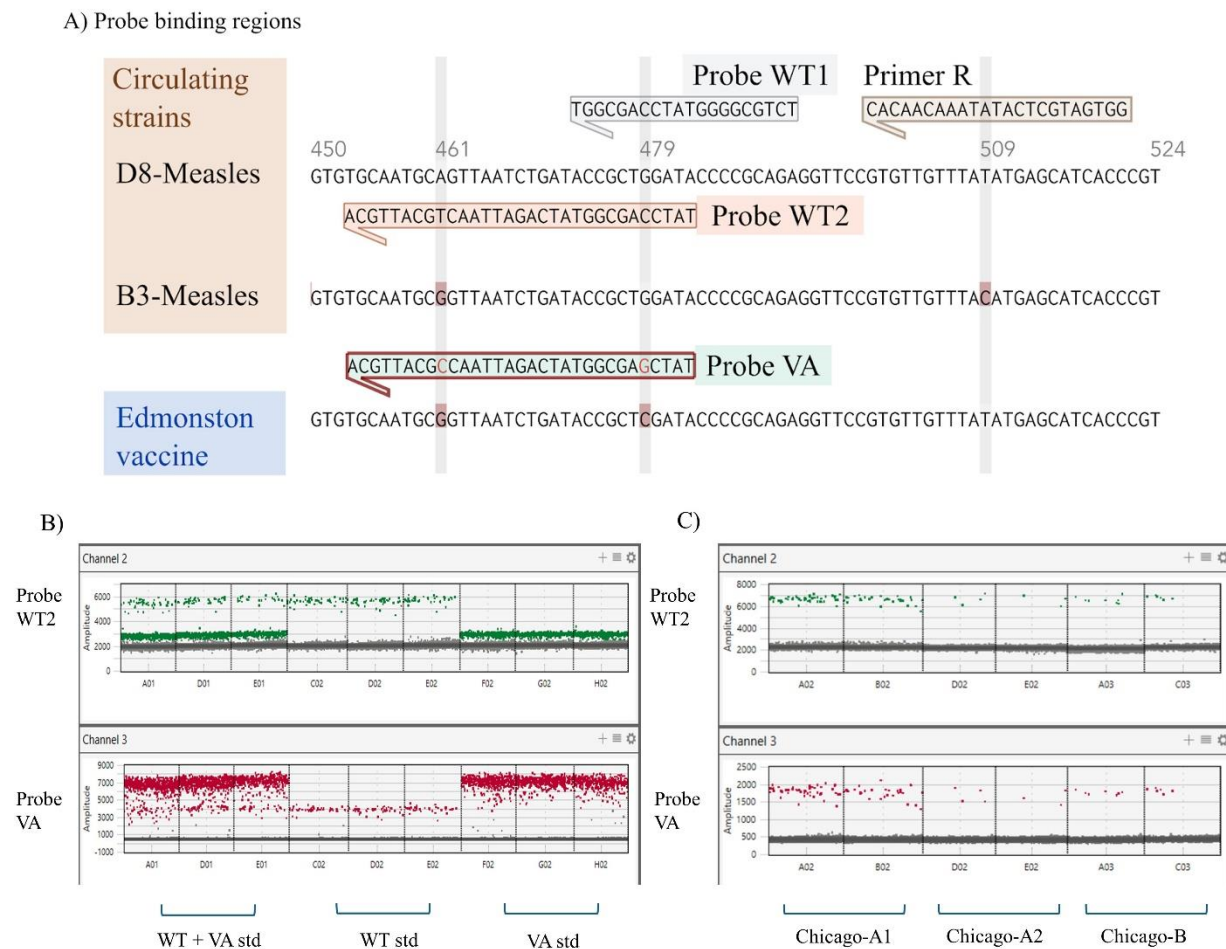 A) Probe binding regions
Circulating
strains
Probe WT1
Primer R
TGGCGACCTATGGGGCGTCT
CACAACAAATATACTCGTAGTGG
450 461 479 509 524
D8-Measles
GTGTGCAATGCAGTTAATCTGATACCGCTGGATACCCCGCAGAGGTTCCGTGTTGTTTATATGAGCATCACCCGT
ACGTTACGTCAATTAGACTATGGCGACCTAT
Probe WT2
B3-Measles
GTGTGCAATGCGGTTAATCTGATACCGCTGGATACCCCGCAGAGGTTCCGTGTTGTTTACATGAGCATCACCCGT
ACGTTACGCCAATTAGACTATGGCGAGCTAT
Probe VA
Edmonston
vaccine
GTGTGCAATGCGGTTAATCTGATACCGCTCGATACCCCGCAGAGGTTCCGTGTTGTTTATATGAGCATCACCCGT
B)
Channel 2
Probe
WT2
Amplitude
6000
4000
2000
0
A01 D01 E01 C02 D02 E02 F02 G02 H02
Channel 3
Probe
VA
Amplitude
9000
7000
5000
3000
1000
-1000
A01 D01 E01 C02 D02 E02 F02 G02 H02
WT + VA std
WT std
VA std
C)
Channel 2
Probe
WT2
Amplitude
8000
6000
4000
2000
0
A02 B02 D02 E02 A03 C03
Channel 3
Probe
VA
Amplitude
2500
2000
1500
1000
500
0
A02 B02 D02 E02 A03 C03
Chicago-A1
Chicago-A2
Chicago-B